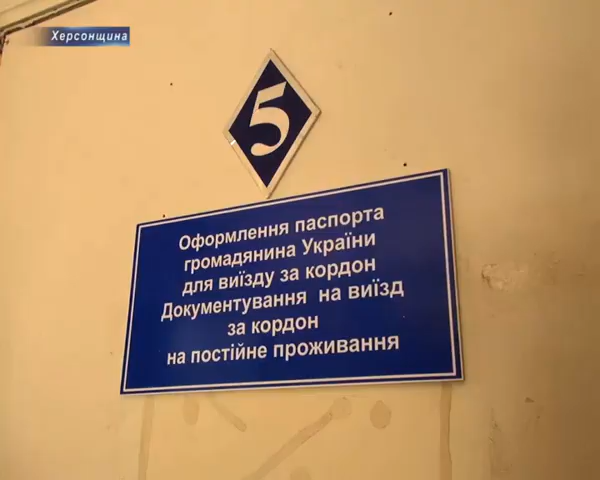 Херсонщина
5
Оформлення паспорта
громадянина України
для виїзду за кордон
Документування на виїзд
за кордон
на постійне проживання